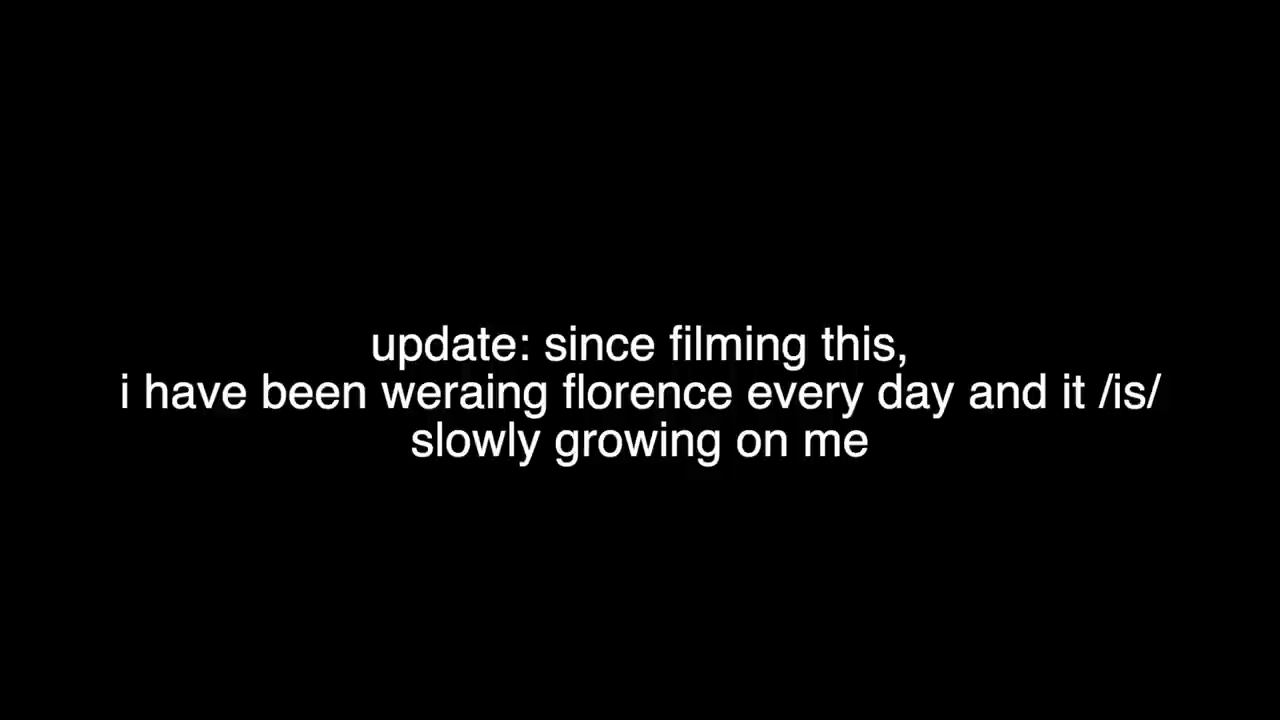 update: since filming this,
i have been weraing florence every day and it /is/
slowly growing on me